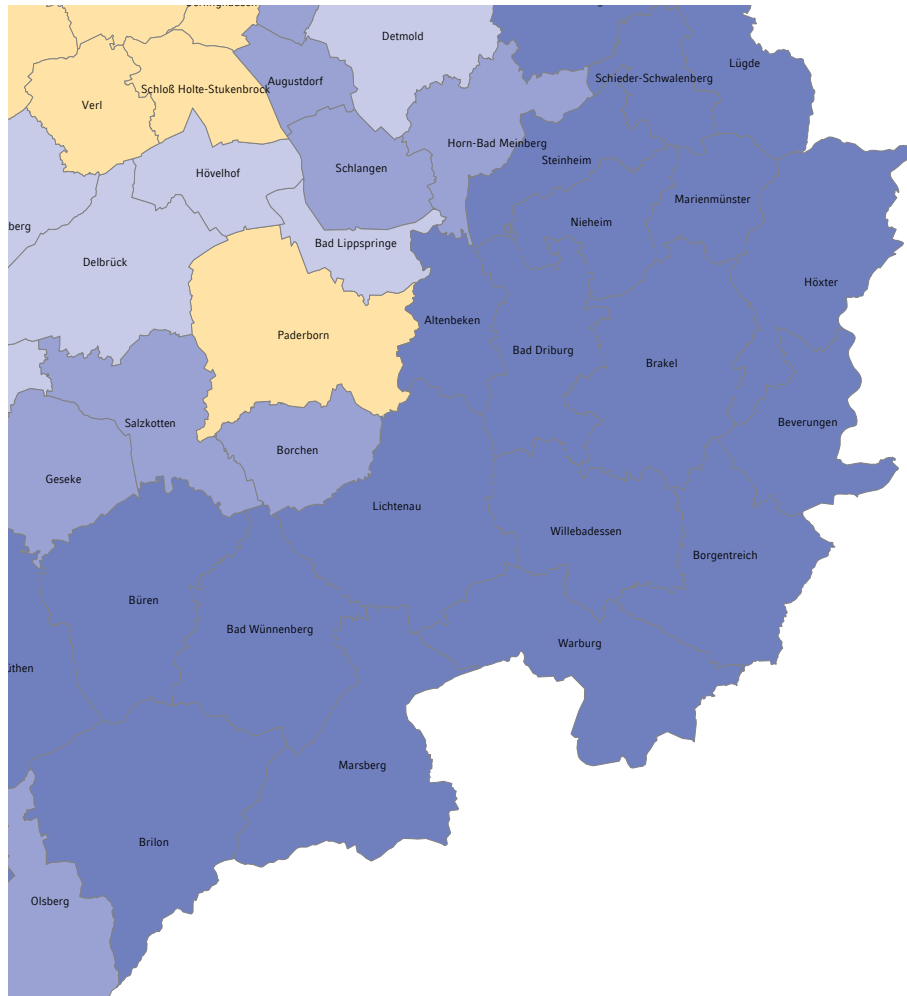 Detmold
Lügde
Schieder-Schwalenberg
Augustdorf
Schloß Holte-Stukenbrock
Verl
Horn-Bad Meinberg
Steinheim
Schlangen
Hövelhof
Marienmünster
Nieheim
berg
Bad Lippspringe
Delbrück
Höxter
Altenbeken
Paderborn
Bad Driburg
Brakel
Salzkotten
Beverungen
Borchen
Geseke
Lichtenau
Willebadessen
Borgentreich
Büren
Bad Wünnenberg
Warburg
üthen
Marsberg
Brilon
Olsberg